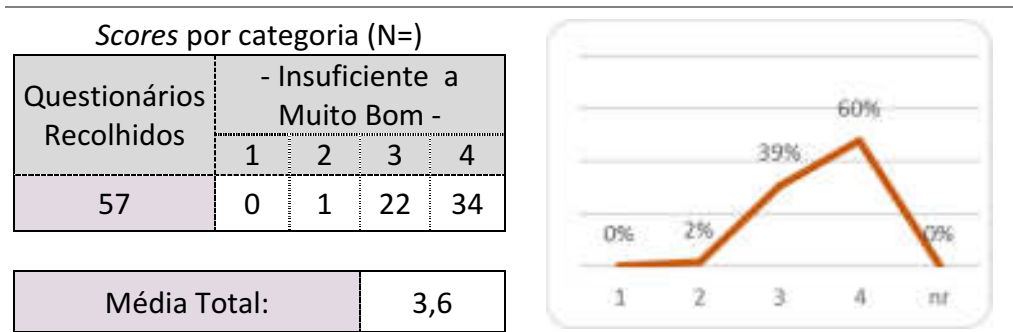 Scores por categoria (N=)
Questionários Recolhidos
- Insuficiente a Muito Bom -
1 2 3 4
57 0 1 22 34
Média Total: 3,6
60%
39%
0% 2% 0%
1 2 3 4 nr